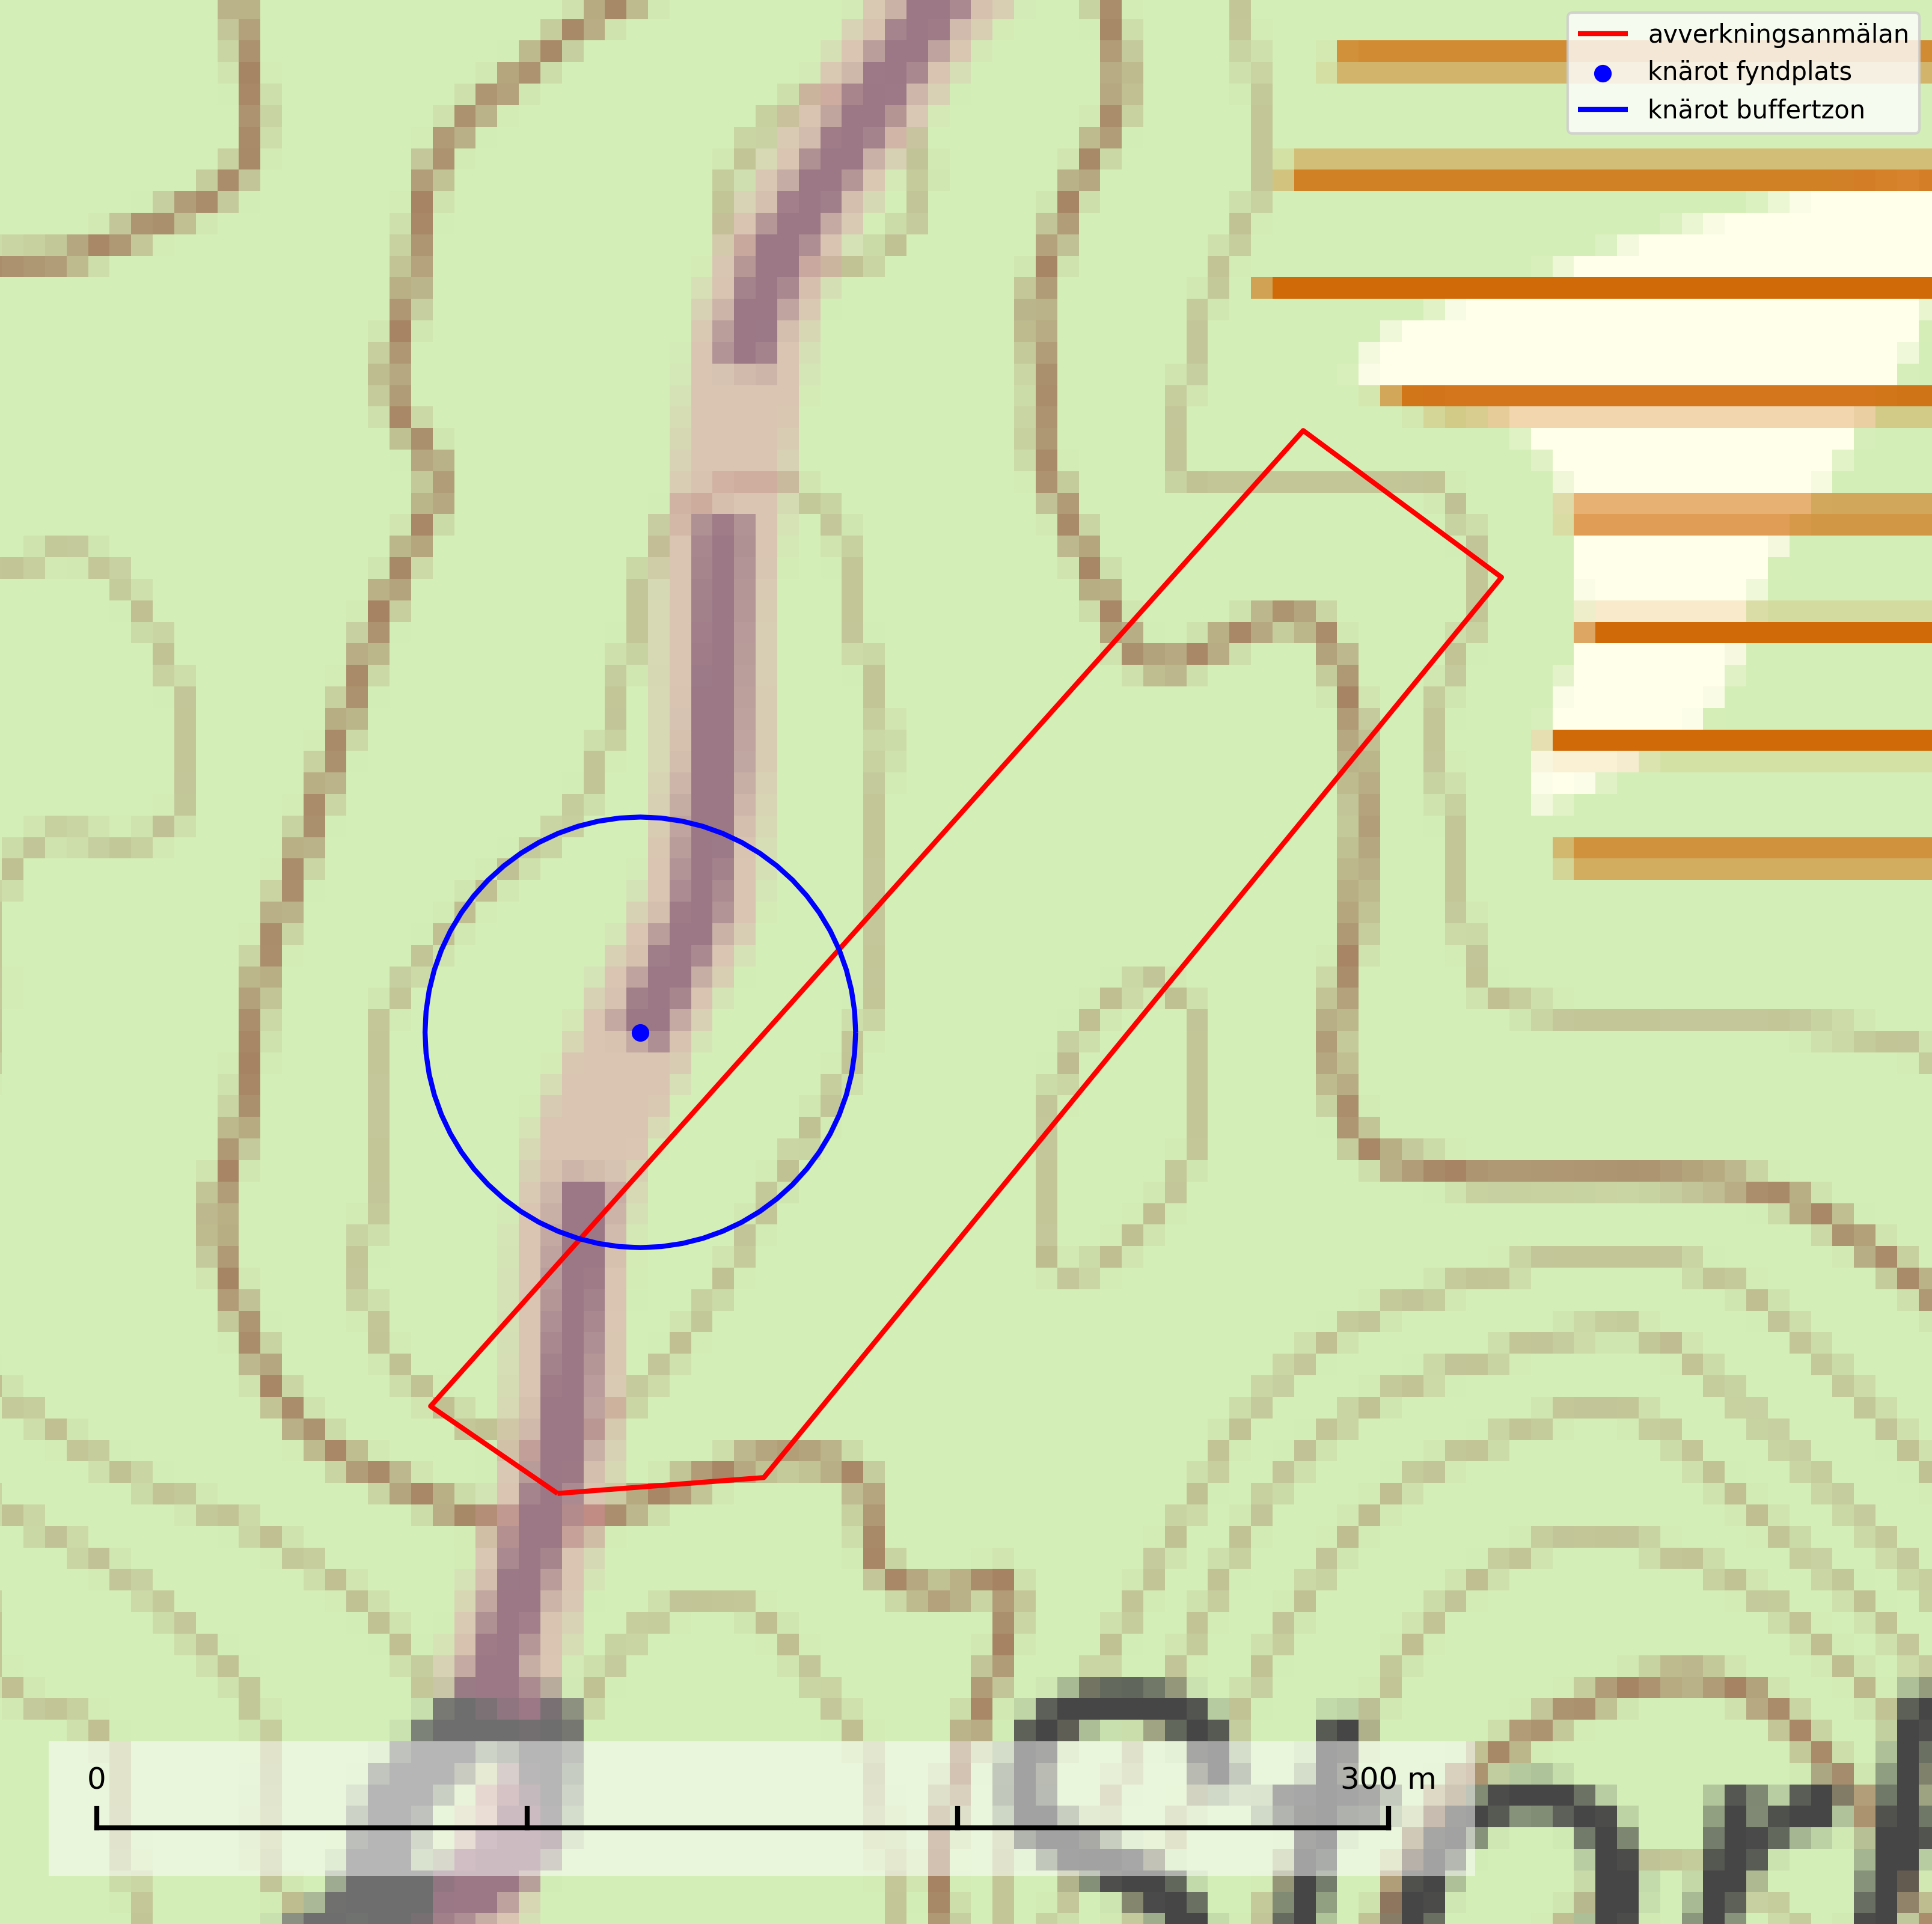 avverkningsanmälan
knärot fyndplats
knärot buffertzon
0
300 m